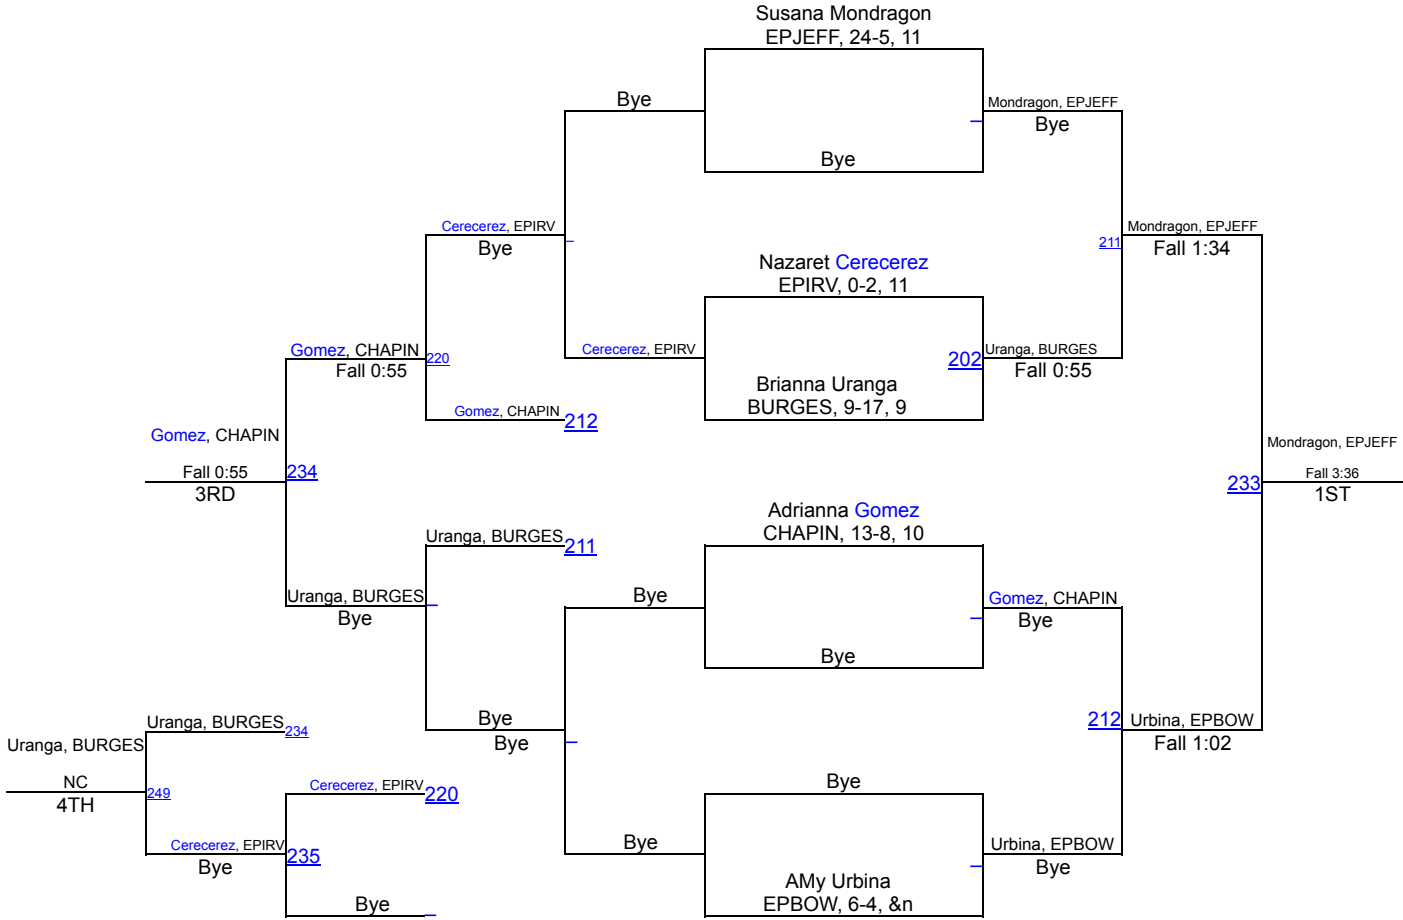 Susana Mondragon
EPJEFF, 24-5, 11
Bye
Mondragon, EPJEFF
Bye
Bye
Cerecerez, EPIRV
Bye
Mondragon, EPJEFF
211
Fall 1:34
Nazaret Cerecerez
EPIRV, 0-2, 11
Gomez, CHAPIN
220
Fall 0:55
Cerecerez, EPIRV
202
Uranga, BURGES
Fall 0:55
Brianna Uranga
BURGES, 9-17, 9
Gomez, CHAPIN
212
Gomez, CHAPIN
Fall 0:55
234
3RD
Mondragon, EPJEFF
233
Fall 3:36
1ST
Adrianna Gomez
CHAPIN, 13-8, 10
Uranga, BURGES
211
Uranga, BURGES
Bye
Bye
Gomez, CHAPIN
Bye
Bye
Bye
Bye
212
Urbina, EPBOW
Fall 1:02
Uranga, BURGES
234
Uranga, BURGES
NC
249
4TH
Cerecerez, EPIRV
220
Bye
Cerecerez, EPIRV
235
Bye
Bye
Urbina, EPBOW
Bye
AMy Urbina
EPBOW, 6-4, &n
Bye